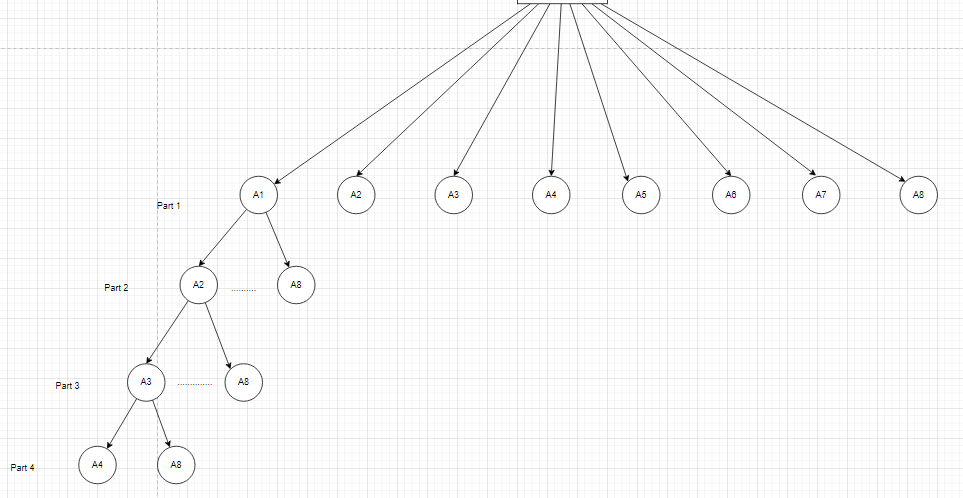 A1 A2 A3 A4 A5 A6 A7 A8
Part 1
A2 .......... A8
Part 2
A3 .............. A8
Part 3
A4 A8
Part 4